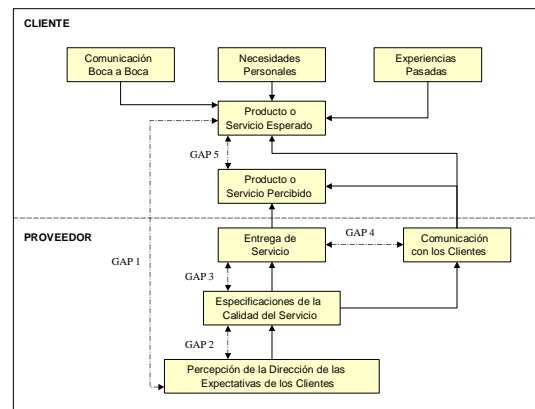 CLIENTE
Comunicación
Boca a Boca
Necesidades
Personales
Experiencias
Pasadas
Producto o
Servicio Esperado
GAP 5
Producto o
Servicio Percibido
PROVEEDOR
Entrega de
Servicio
GAP 4
Comunicación
con los Clientes
GAP 1
GAP 3
Especificaciones de la
Calidad del Servicio
GAP 2
Percepción de la Dirección de las
Expectativas de los Clientes